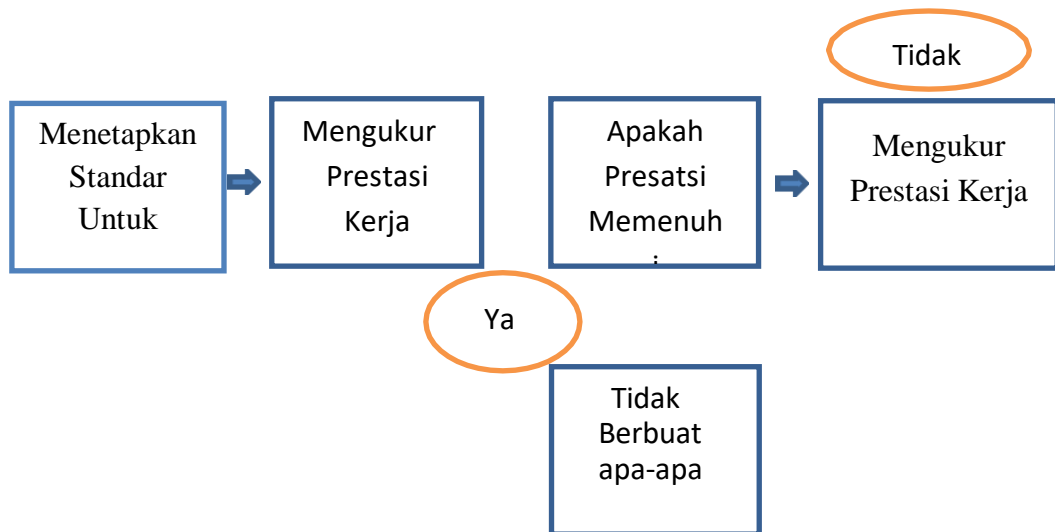 Tidak
Menetapkan
Standar
Untuk
Mengukur
Prestasi
Kerja
Apakah
Presatsi
Memenuh
Mengukur
Prestasi Kerja
Ya
Tidak
Berbuat
apa-apa